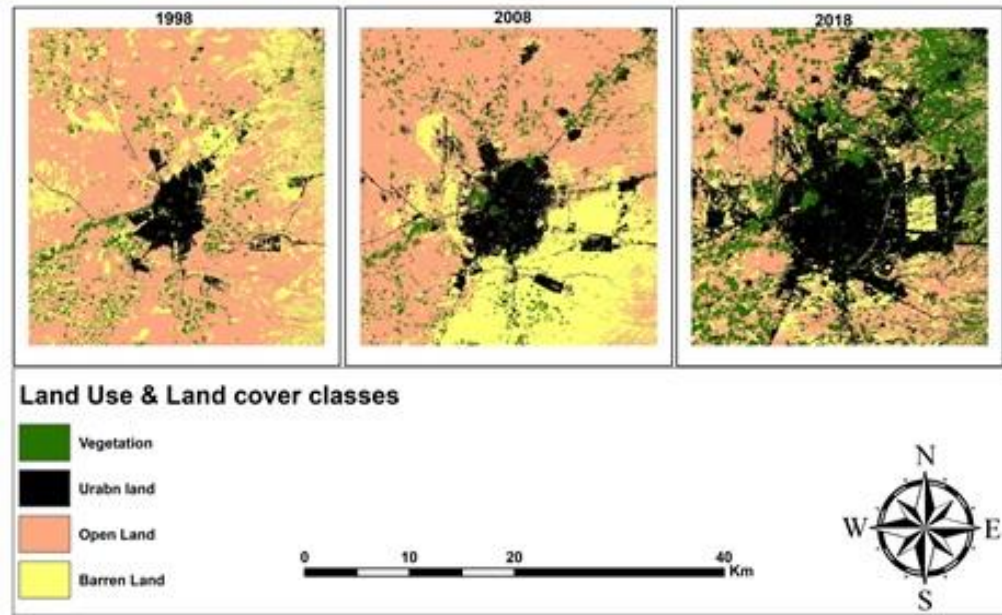 1998 2008 2018
Land Use & Land cover classes
Vegetation
Urabn land
Open Land
Barren Land
0 10 20 40
Km
N
W E
S